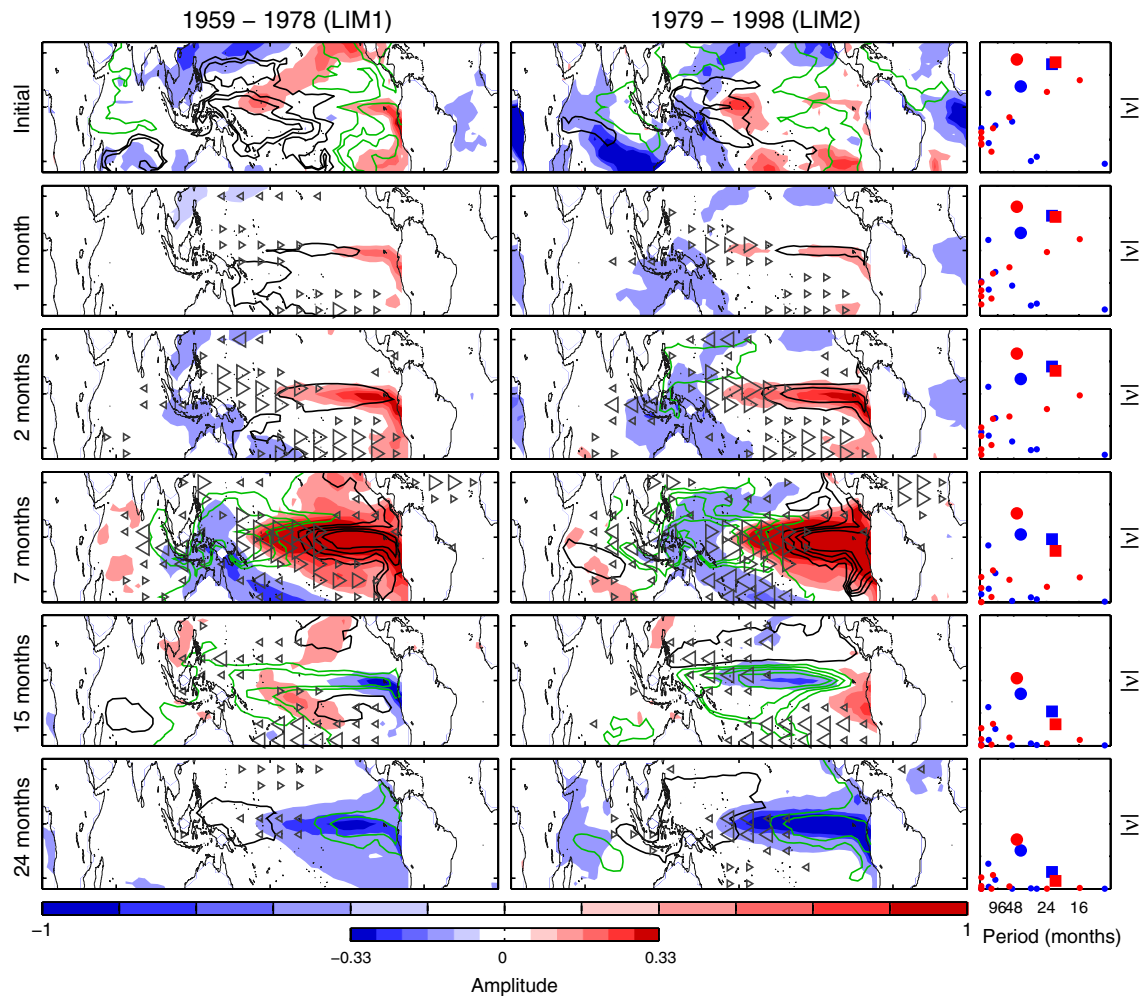 1959 − 1978 (LIM1)
1979 − 1998 (LIM2)
Initial
|v|
1 month
|v|
2 months
|v|
7 months
|v|
15 months
|v|
24 months
|v|
−1
1
−0.33
0
0.33
Amplitude
96 48 24 16
Period (months)